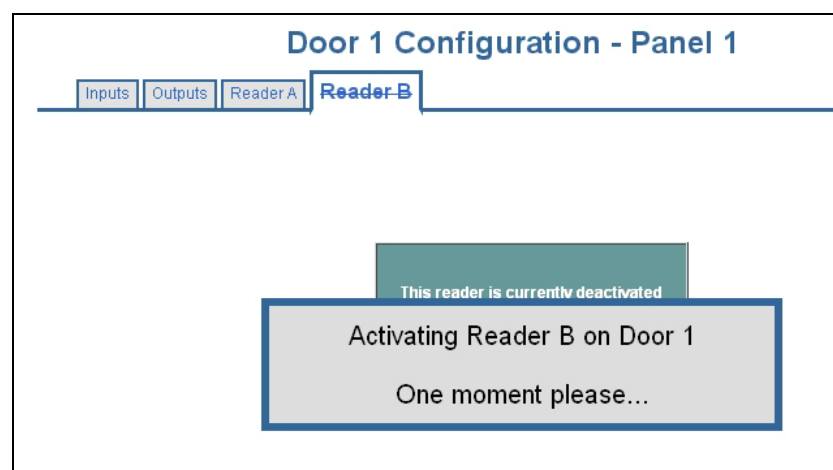 Door 1 Configuration - Panel 1
Inputs Outputs Reader A Reader B
This reader is currently deactivated
Activating Reader B on Door 1
One moment please...